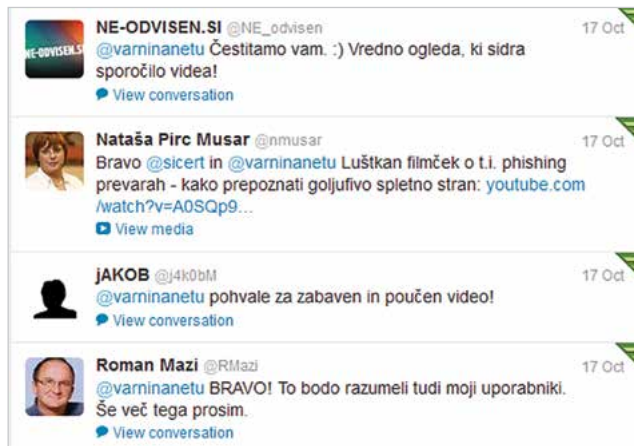 NE-ODVISEN.SI
NE-ODVISEN.SI @NE_odvisen 17 Oct
@varninanetu Čestitamo vam. :) Vredno ogleda, ki sidra
sporočilo videa!
View conversation
Nataša Pirc Musar @nmusar 17 Oct
Bravo @sicert in @varninanetu Luštkan filmček o t.i. phishing
prevarah - kako prepoznati goljufivo spletno stran: youtube.com
/watch?v=A0SQp9...
View media
jAKOB @j4k0bM 17 Oct
@varninanetu pohvale za zabaven in poučen video!
View conversation
Roman Mazi @RMazi 17 Oct
@varninanetu BRAVO! To bodo razumeli tudi moji uporabniki.
Še več tega prosim.
View conversation